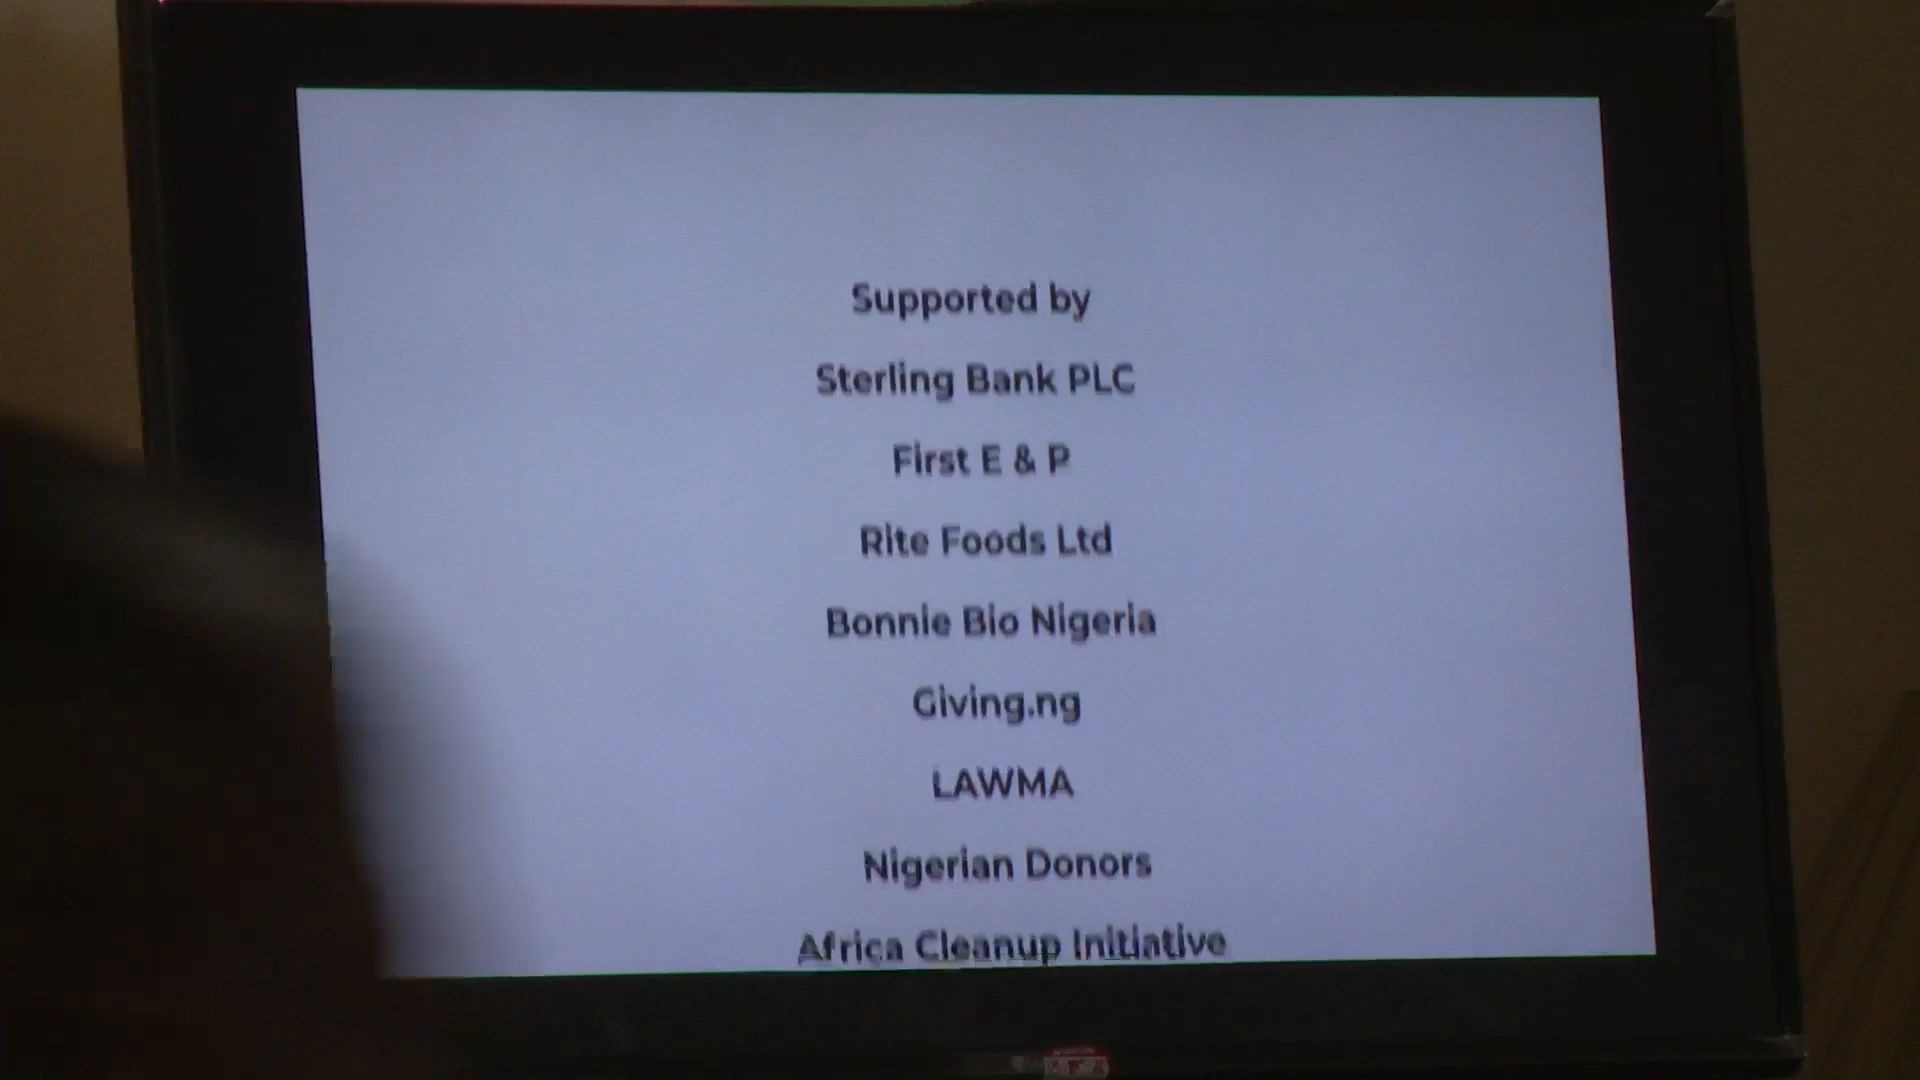 Supported by
Sterling Bank PLC
First E & P
Rite Foods Ltd
Bonnie Bio Nigeria
Giving.ng
LAWMA
Nigerian Donors
Africa Cleanup Initiative